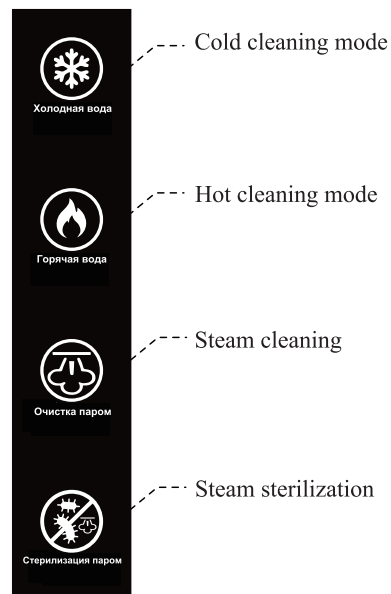 Cold cleaning mode
Холодная вода
Hot cleaning mode
Горячая вода
Steam cleaning
Очистка паром
Steam sterilization
Стерилизация паром